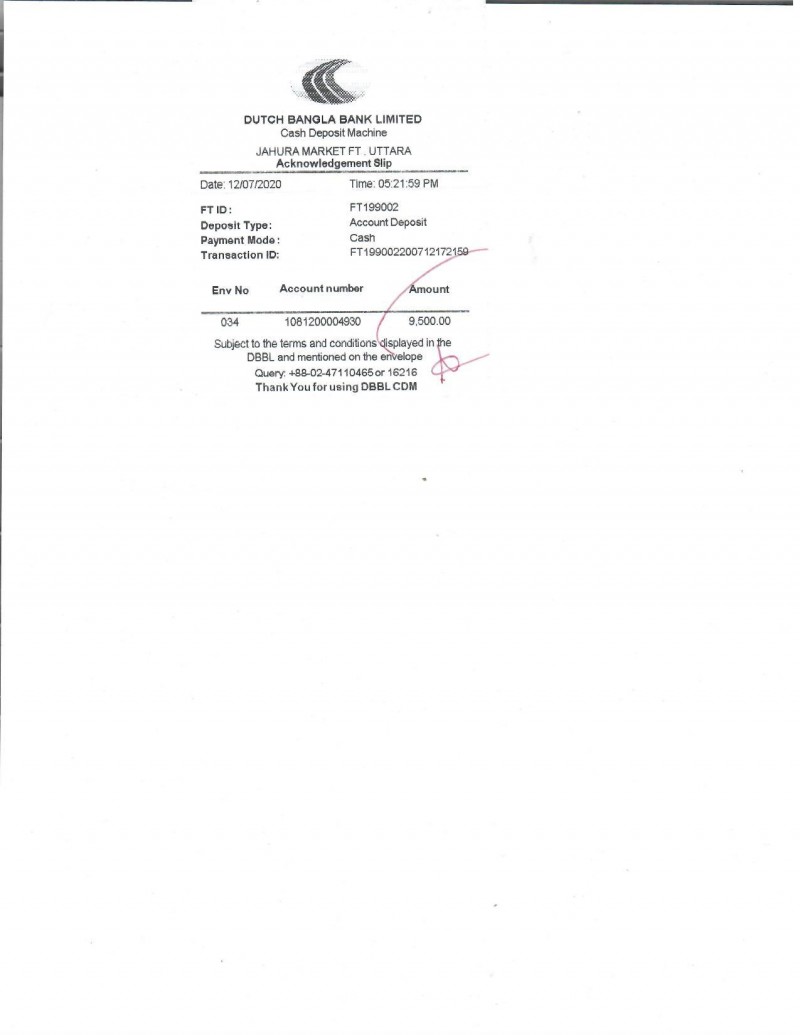 DUTCH BANGLA BANK LIMITED
Cash Deposit Machine
JAHURA MARKET FT , UTTARA
Acknowledgement Slip
Date: 12/07/2020 Time: 05:21:59 PM
FT ID : FT199002
Deposit Type: Account Deposit
Payment Mode : Cash
Transaction ID: FT199002200712172159
Env No Account number Amount
034 1081200004930 9,500.00
Subject to the terms and conditions displayed in the
DBBL and mentioned on the envelope
Query: +88-02-47110465 or 16216
Thank You for using DBBL CDM